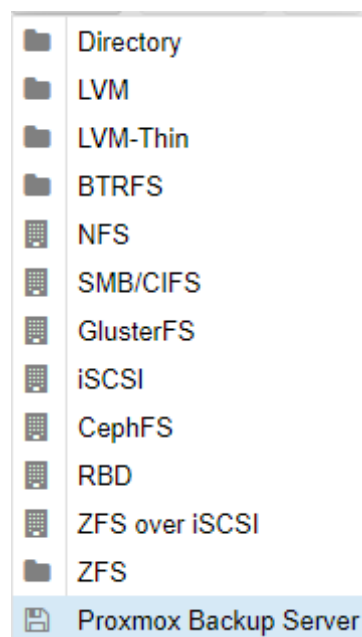 Directory
LVM
LVM-Thin
BTRFS
NFS
SMB/CIFS
GlusterFS
iSCSI
CephFS
RBD
ZFS over iSCSI
ZFS
Proxmox Backup Server